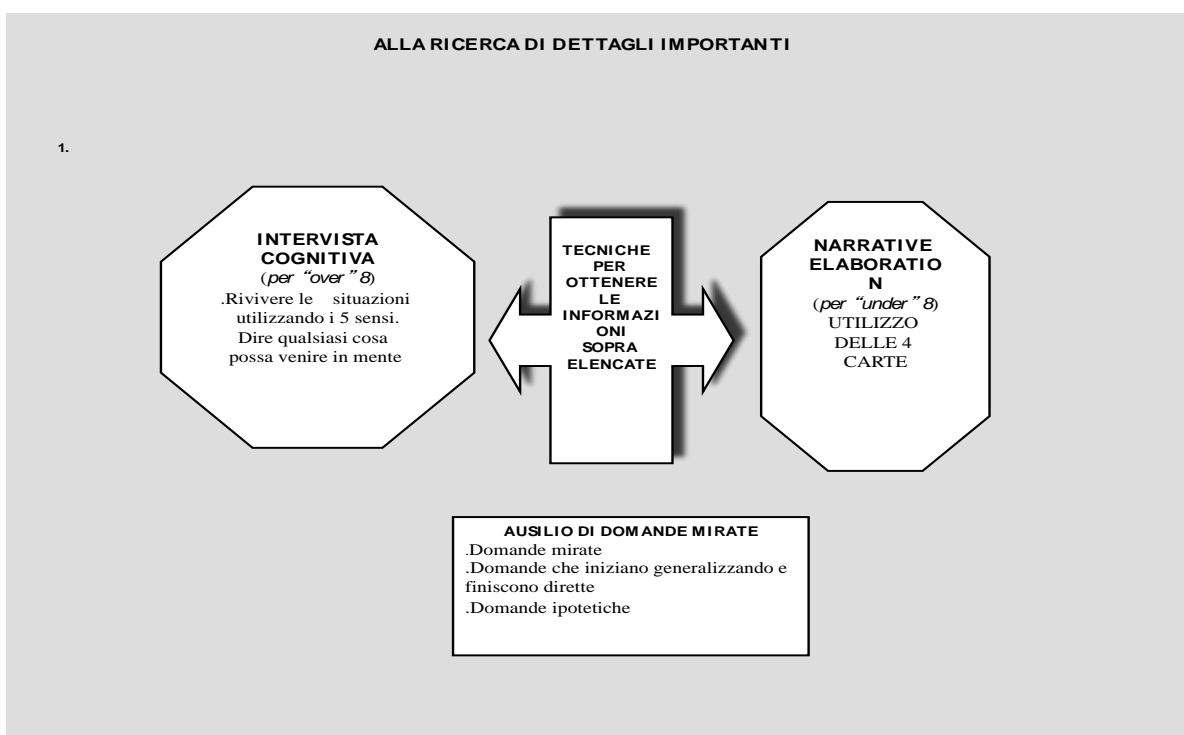 ALLA RICERCA DI DETTAGLI IMPORTANTI
1.
INTERVISTA
COGNITIVA
(per “over” 8)
.Rivivere le situazioni
utilizzando i 5 sensi.
Dire qualsiasi cosa
possa venire in mente
TECNICHE
PER
OTTENERE
LE
INFORMAZI
ONI
SOPRA
ELENCATE
NARRATIVE
ELABORATIO
N
(per “under” 8)
UTILIZZO
DELLE 4
CARTE
AUSILIO DI DOMANDE MIRATE
.Domande mirate
.Domande che iniziano generalizzando e
finiscono dirette
.Domande ipotetiche